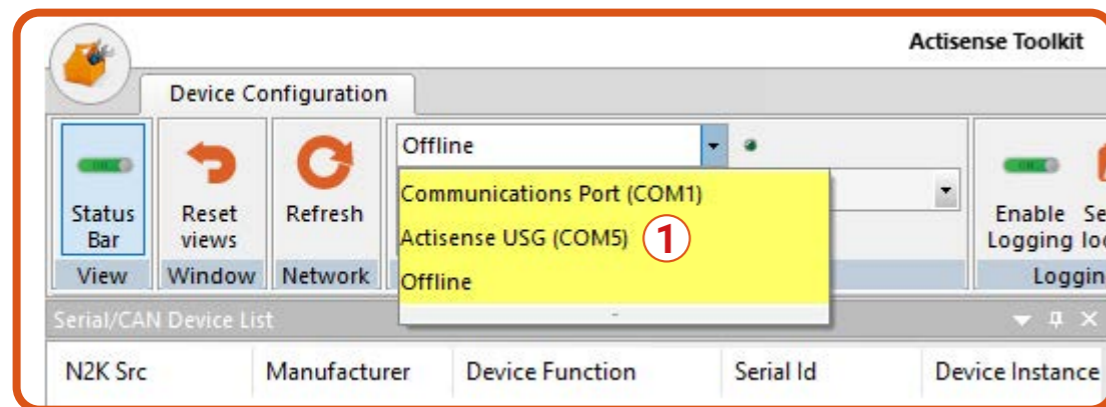 Actisense Toolkit
Device Configuration
Offline
Communications Port (COM1)
Actisense USG (COM5) 1
Offline
Status
Bar
Reset
views
Refresh
Enable
Logging
View
Window
Network
Serial/CAN Device List
N2K Src
Manufacturer
Device Function
Serial Id
Device Instance